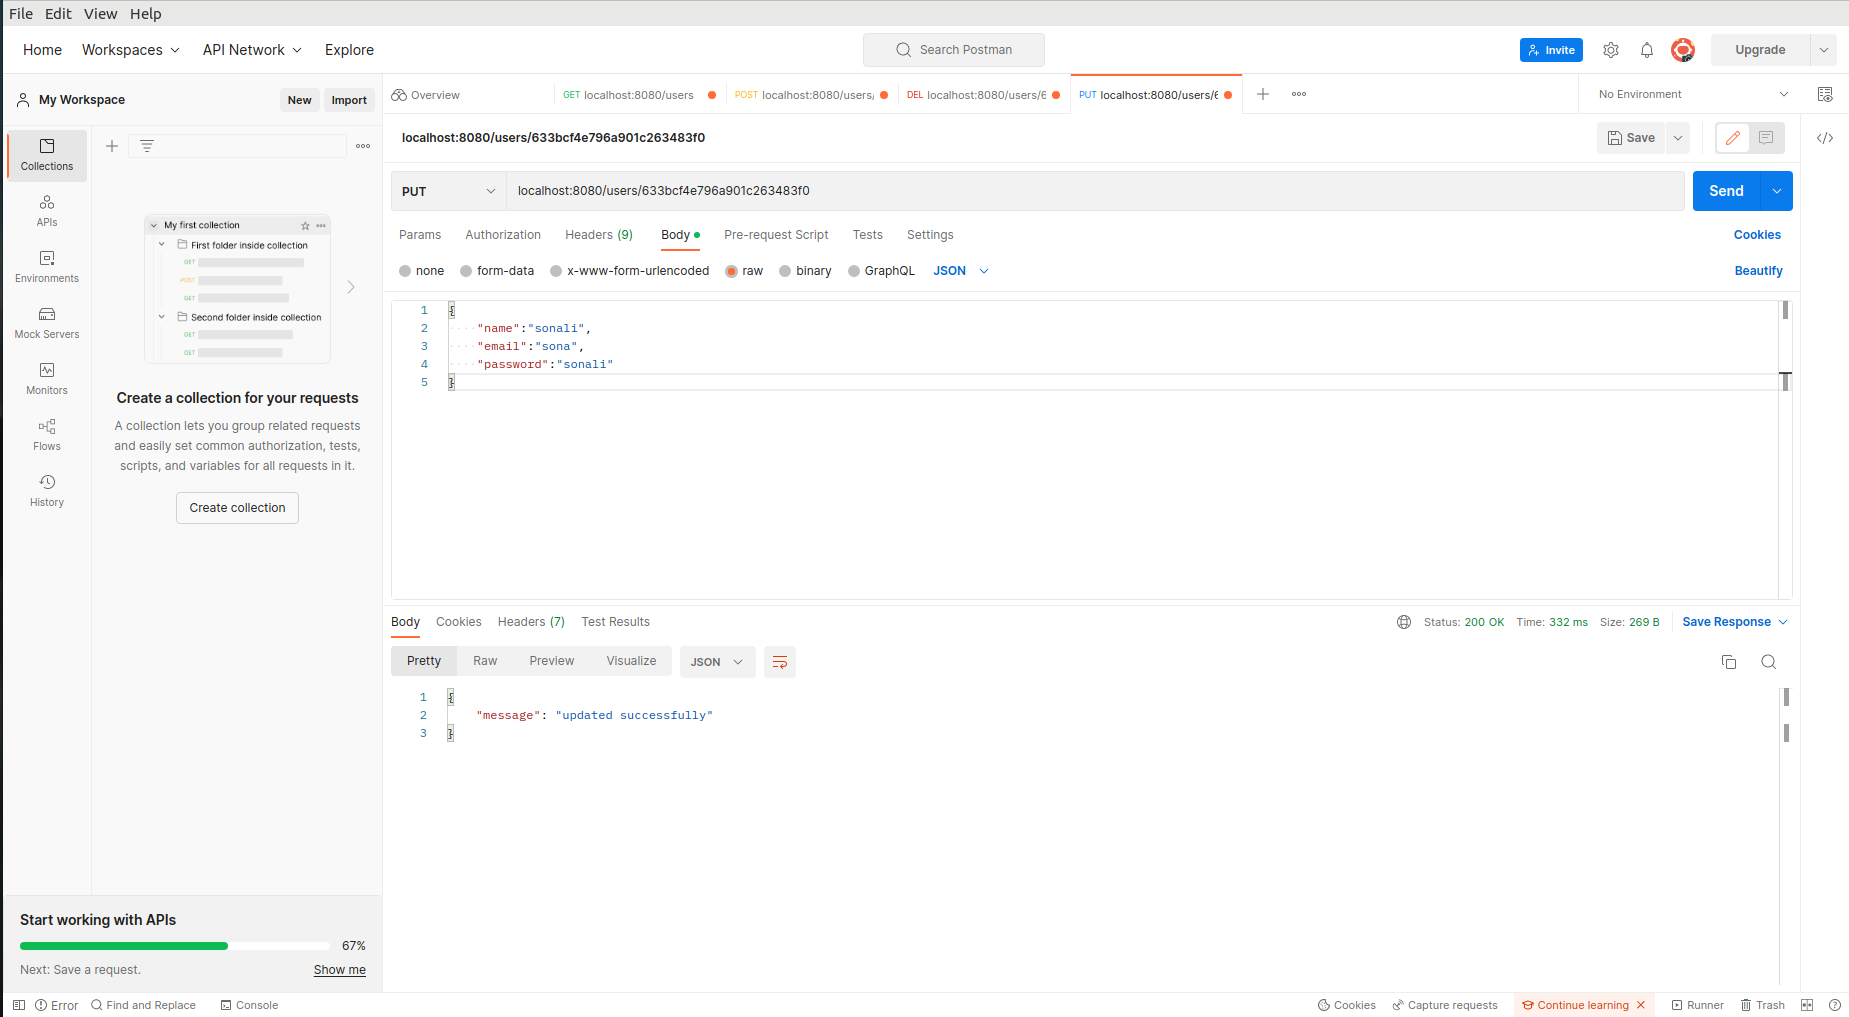 File Edit View Help
Home Workspaces API Network Explore
Search Postman
Invite
Upgrade
My Workspace
New Import
Overview
GET localhost:8080/users
POST localhost:8080/users/
DEL localhost:8080/users/6
PUT localhost:8080/users/6
No Environment
Collections
APIs
Environments
Mock Servers
Monitors
Flows
History
My first collection
First folder inside collection
GET
POST
GET
Second folder inside collection
GET
GET
Create a collection for your requests
A collection lets you group related requests
and easily set common authorization, tests,
scripts, and variables for all requests in it.
Create collection
Start working with APIs
67%
Next: Save a request. Show me
localhost:8080/users/633bcf4e796a901c263483f0
Save
PUT localhost:8080/users/633bcf4e796a901c263483f0
Send
Params Authorization Headers (9) Body Pre-request Script Tests Settings Cookies
none form-data x-www-form-urlencoded raw binary GraphQL JSON Beautify
1 {
2 "name":"sonali",
3 "email":"sona",
4 "password":"sonali"
5 }
Body Cookies Headers (7) Test Results Status: 200 OK Time: 332 ms Size: 269 B Save Response
Pretty Raw Preview Visualize JSON
1 {
2 "message": "updated successfully"
3 }
Error Find and Replace Console Cookies Capture requests Continue learning Runner Trash